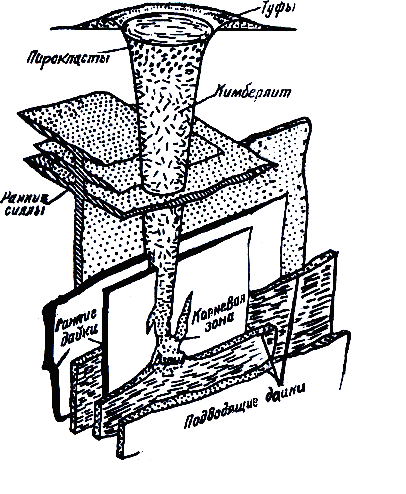 Туфы
Пирокласты
Кимберлит
Ранние
силлы
Корневая
зона
Ранние
дайки
Подводящие дайки